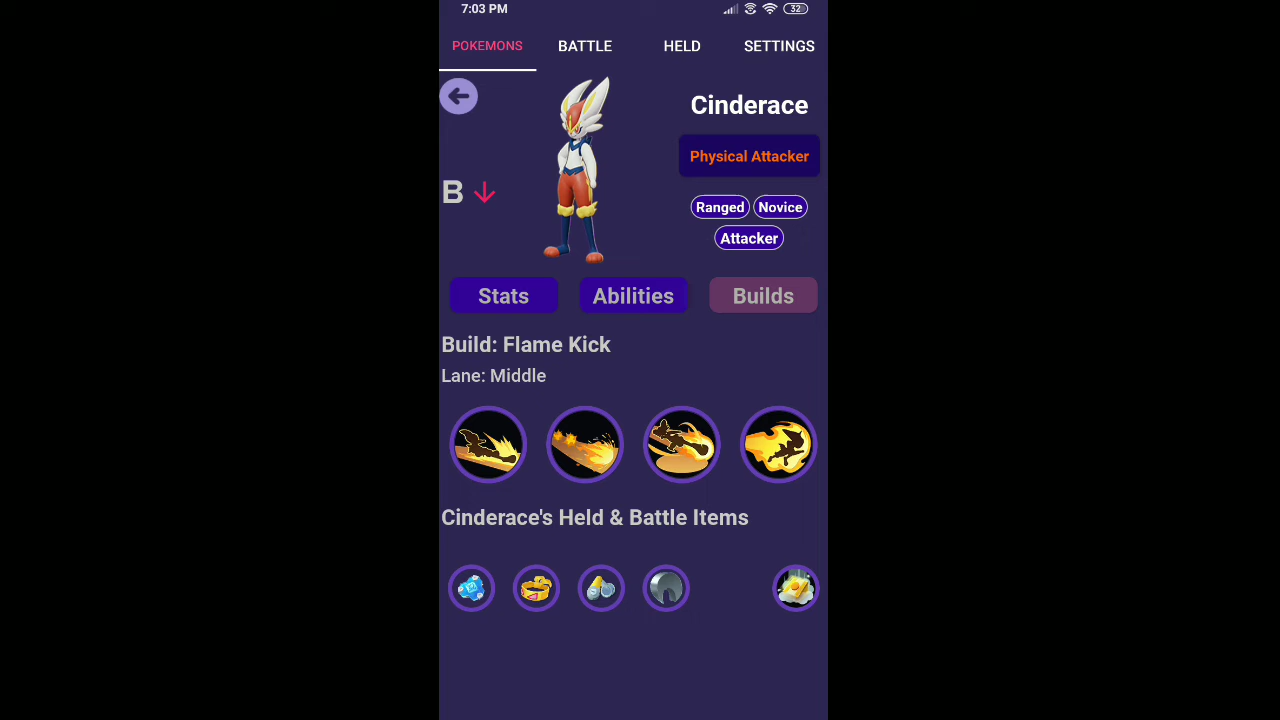 7:03 PM
32
POKEMONS
BATTLE
HELD
SETTINGS
Cinderace
Physical Attacker
B
Ranged
Novice
Attacker
Stats
Abilities
Builds
Build: Flame Kick
Lane: Middle
Cinderace's Held & Battle Items